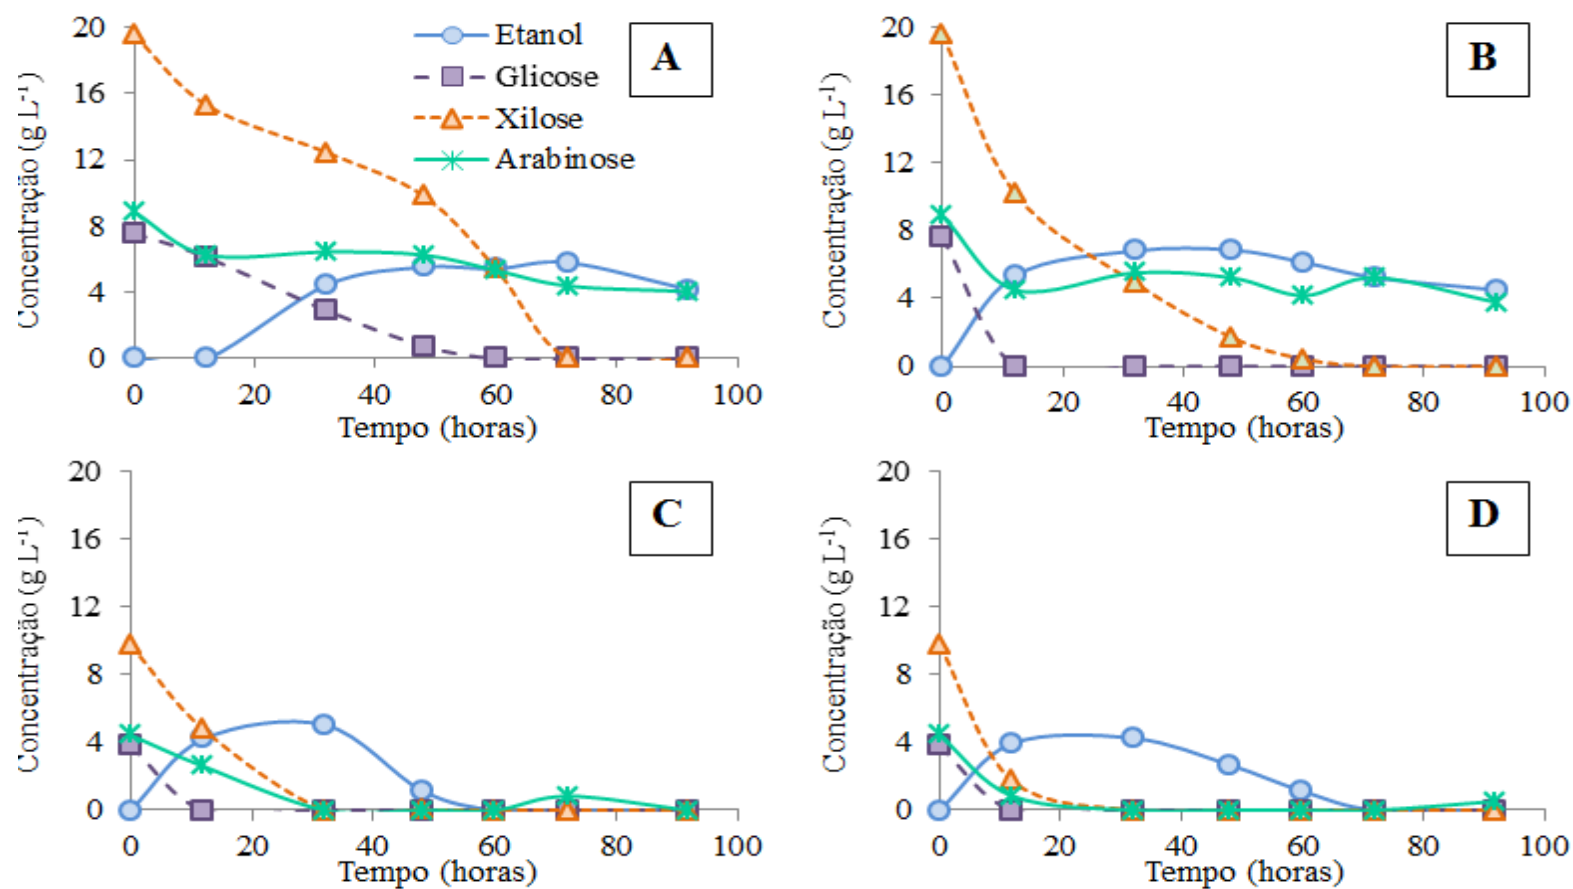 Etanol
Glicose
Xilose
Arabinose
A
Concentração (g L-1)
20
16
12
8
4
0
0 20 40 60 80 100
Tempo (horas)
B
Concentração (g L-1)
20
16
12
8
4
0
0 20 40 60 80 100
Tempo (horas)
C
Concentração (g L-1)
20
16
12
8
4
0
0 20 40 60 80 100
Tempo (horas)
D
Concentração (g L-1)
20
16
12
8
4
0
0 20 40 60 80 100
Tempo (horas)